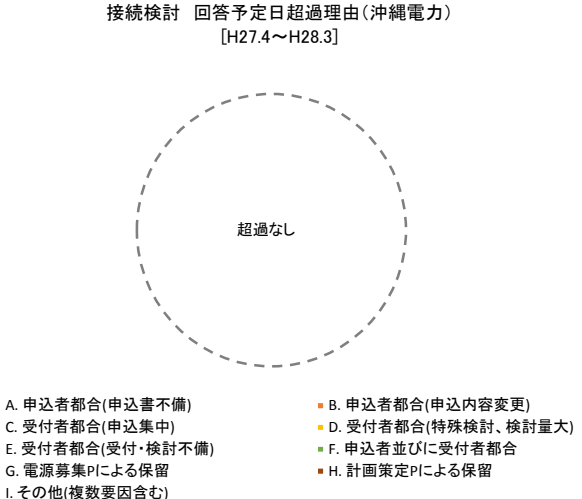 接続検討　回答予定日超過理由(沖縄電力)
[H27.4～H28.3]
超過なし
A. 申込者都合(申込書不備)
B. 申込者都合(申込内容変更)
C. 受付者都合(申込集中)
D. 受付者都合(特殊検討、検討量大)
E. 受付者都合(受付・検討不備)
F. 申込者並びに受付者都合
G. 電源募集Pによる保留
H. 計画策定Pによる保留
I. その他(複数要因含む)